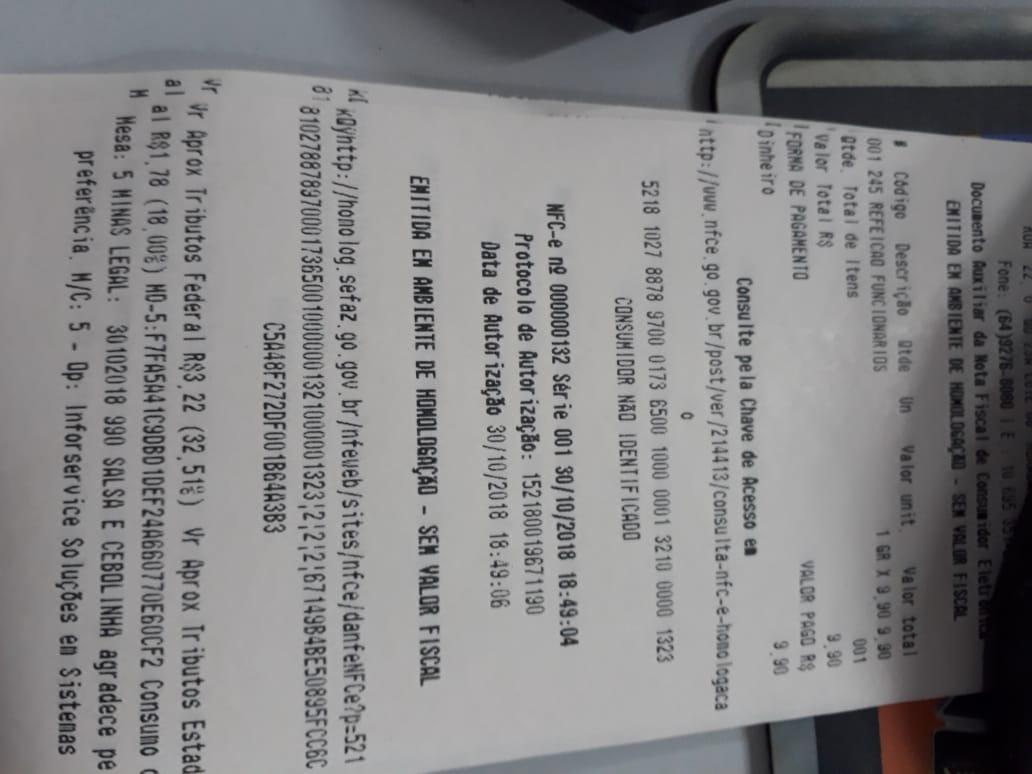 Fone: (64)9276-8080 I E : 10
Documento Auxiliar da Nota Fiscal de Consumidor Eletrônica
EMITIDA EM AMBIENTE DE HOMOLOGAÇÃO - SEM VALOR FISCAL
# Código Descrição Qtde Un Valor unit. Valor total
001 245 REFEICAO FUNCIONARIOS
1 GR X 9,90 9,90
Qtde. Total de Itens 001
Valor Total R$ 9,90
FORMA DE PAGAMENTO VALOR PAGO R$
Dinheiro 9,90
Consulte pela Chave de Acesso em
http://www.nfce.go.gov.br/post/ver/214413/consulta-nfc-e-homologaca
o
5218 1027 8878 9700 0173 6500 1000 0001 3210 0000 1323
CONSUMIDOR NÃO IDENTIFICADO
NFC-e nº 000000132 Série 001 30/10/2018 18:49:04
Protocolo de Autorização: 152180019671190
Data de Autorização 30/10/2018 18:49:06
EMITIDA EM AMBIENTE DE HOMOLOGAÇÃO - SEM VALOR FISCAL
kQÿhttp://homolog.sefaz.go.gov.br/nfeweb/sites/nfce/danfeNFCe?p=521
81027887897000173650010000001321000001323¦2¦2¦2¦67149B4BE50895FCC6C
C5A48F272DF001B64A3B3
Vr Aprox Tributos Federal R$3,22 (32,51%) Vr Aprox Tributos Estad
al R$1,78 (18,00%) MD-5:F7FA5A41C9DBD1DEF24A660770E60CF2 Consumo
Mesa: 5 MINAS LEGAL: 30102018 990 SALSA E CEBOLINHA agradece pe
preferência. M/C: 5 - Op: Inforservice Soluções em Sistemas